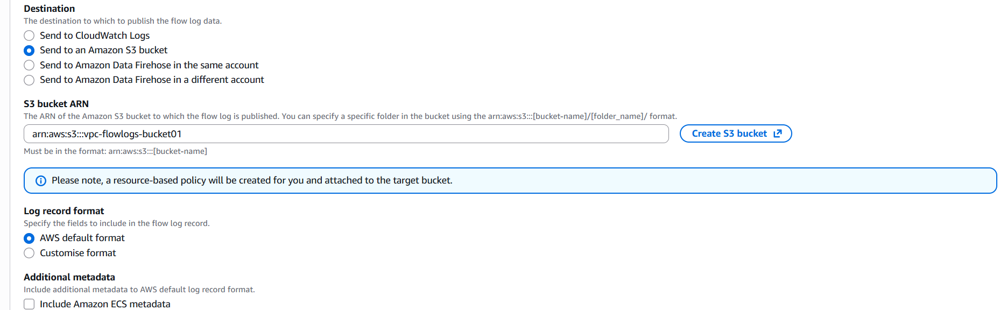 Destination
The destination to which to publish the flow log data.
Send to CloudWatch Logs
Send to an Amazon S3 bucket
Send to Amazon Data Firehose in the same account
Send to Amazon Data Firehose in a different account
S3 bucket ARN
The ARN of the Amazon S3 bucket to which the flow log is published. You can specify a specific folder in the bucket using the arn:aws:s3:::[bucket-name]/[folder_name]/ format.
arn:aws:s3:::vpc-flowlogs-bucket01
Create S3 bucket
Must be in the format: arn:aws:s3:::[bucket-name]
Please note, a resource-based policy will be created for you and attached to the target bucket.
Log record format
Specify the fields to include in the flow log record.
AWS default format
Customise format
Additional metadata
Include additional metadata to AWS default log record format.
Include Amazon ECS metadata